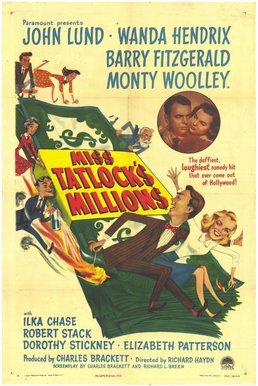 Paramount presents
JOHN LUND · WANDA HENDRIX
BARRY FITZGERALD
MONTY WOOLLEY
The daffiest,
laughiest comedy hit
that ever came out
of Hollywood!
MISS
TATLOCK'S
MILLIONS
with
ILKA CHASE
ROBERT STACK
DOROTHY STICKNEY · ELIZABETH PATTERSON
Produced by CHARLES BRACKETT · Directed by RICHARD HAYDN
SCREENPLAY BY CHARLES BRACKETT and RICHARD L. BREEN